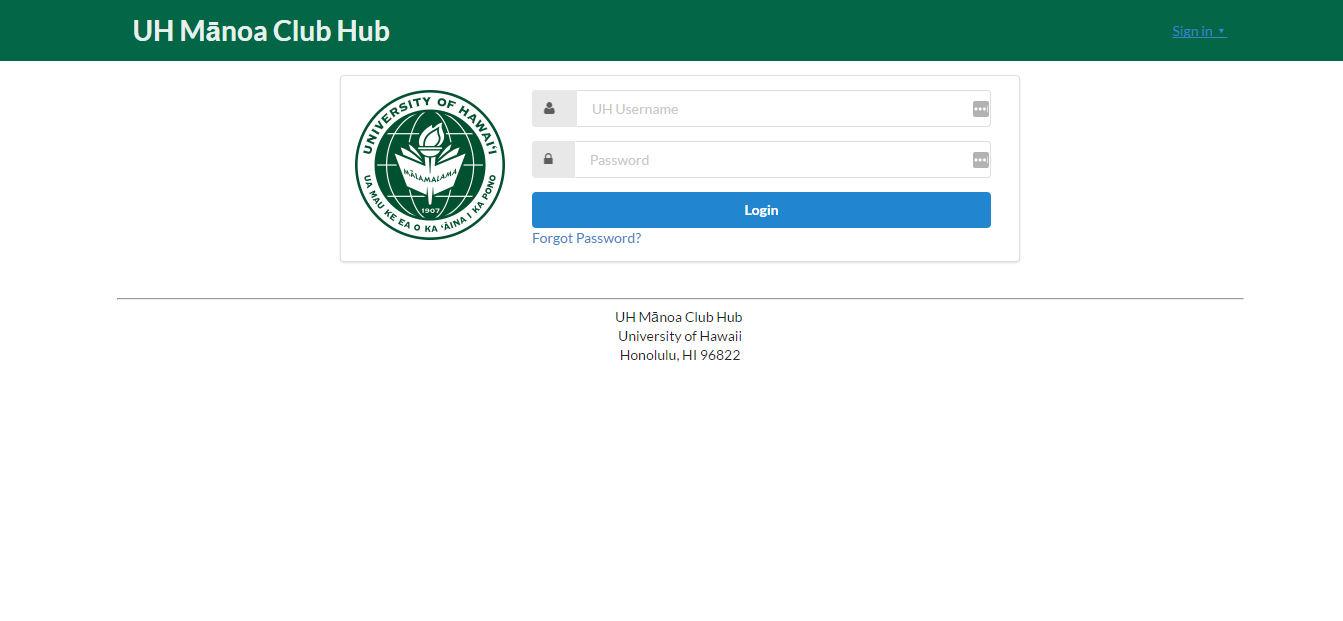 UH Mānoa Club Hub
Sign in
UNIVERSITY OF HAWAI‘I
MĀLAMALAMA
1907
UA MAU KE EA O KA ‘ĀINA I KA PONO
UH Username
Password
Login
Forgot Password?
UH Mānoa Club Hub
University of Hawaii
Honolulu, HI 96822